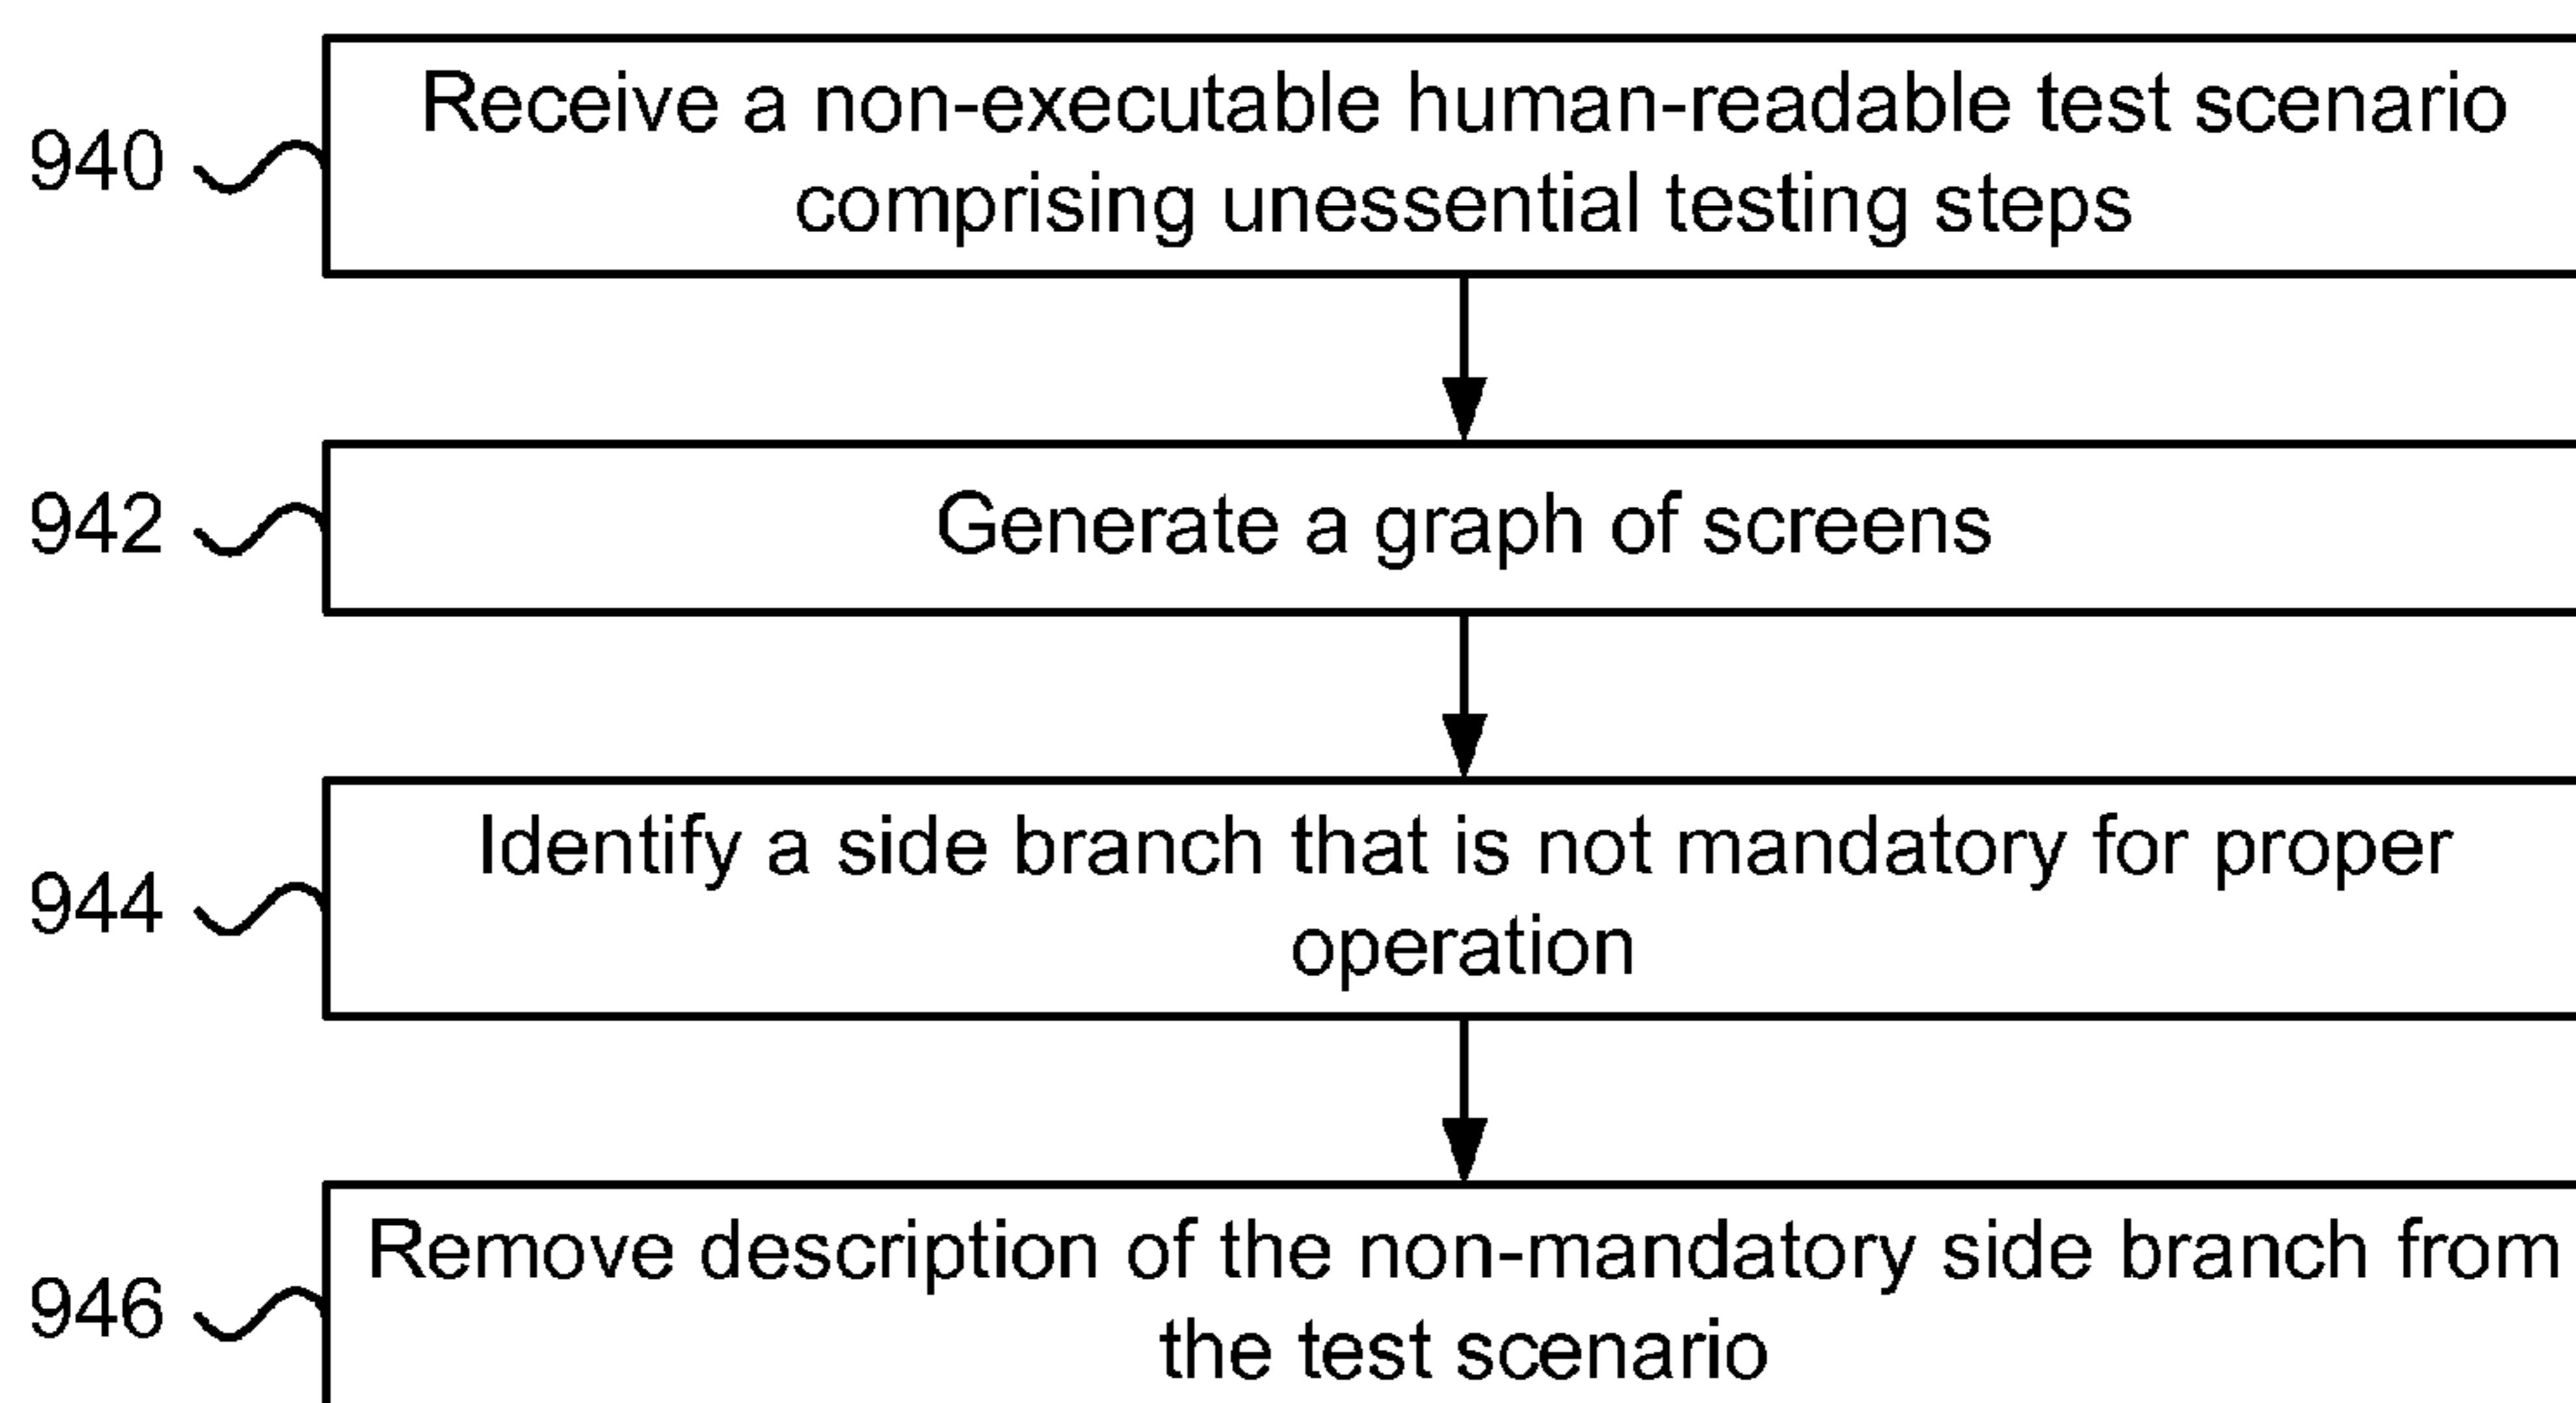 940
Receive a non-executable human-readable test scenario
comprising unessential testing steps
942
Generate a graph of screens
944
Identify a side branch that is not mandatory for proper
operation
946
Remove description of the non-mandatory side branch from
the test scenario